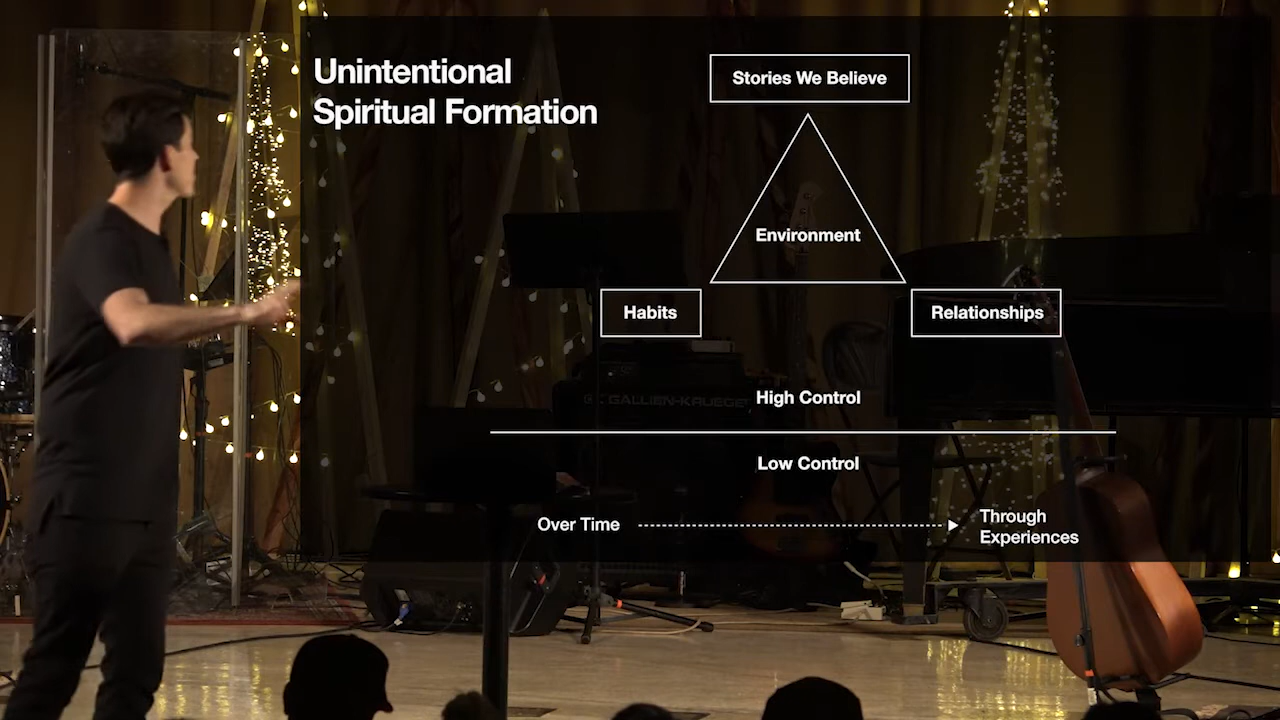 Unintentional
Spiritual Formation
Stories We Believe
Environment
Habits
Relationships
GALLIEN-KRUEGER
High Control
Low Control
Over Time
Through
Experiences